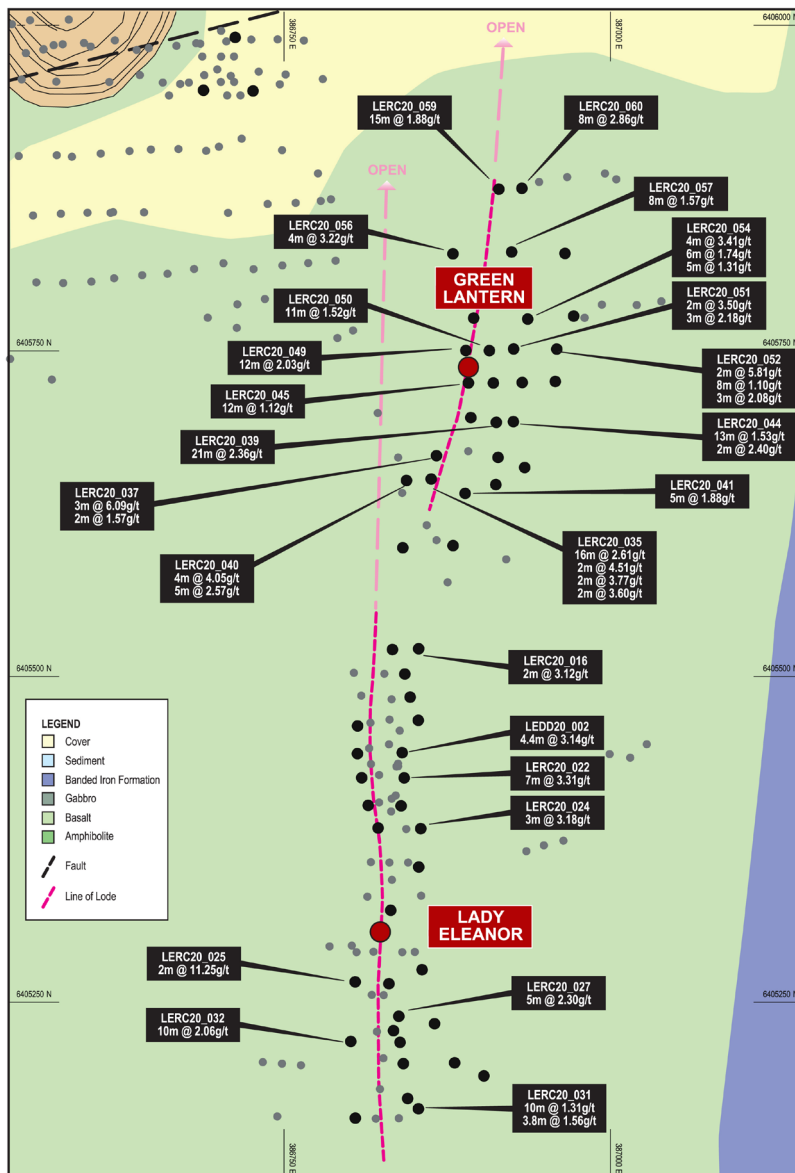 386750 E
387000 E
6406000 N
OPEN
LERC20_059
15m @ 1.88g/t
LERC20_060
8m @ 2.86g/t
OPEN
LERC20_057
8m @ 1.57g/t
LERC20_056
4m @ 3.22g/t
LERC20_054
4m @ 3.41g/t
6m @ 1.74g/t
5m @ 1.31g/t
GREEN
LANTERN
LERC20_050
11m @ 1.52g/t
LERC20_051
2m @ 3.50g/t
3m @ 2.18g/t
6405750 N
6405750 N
LERC20_049
12m @ 2.03g/t
LERC20_052
2m @ 5.81g/t
8m @ 1.10g/t
3m @ 2.08g/t
LERC20_045
12m @ 1.12g/t
LERC20_039
21m @ 2.36g/t
LERC20_044
13m @ 1.53g/t
2m @ 2.40g/t
LERC20_037
3m @ 6.09g/t
2m @ 1.57g/t
LERC20_041
5m @ 1.88g/t
LERC20_040
4m @ 4.05g/t
5m @ 2.57g/t
LERC20_035
16m @ 2.61g/t
2m @ 4.51g/t
2m @ 3.77g/t
2m @ 3.60g/t
6405500 N
6405500 N
LERC20_016
2m @ 3.12g/t
LEDD20_002
4.4m @ 3.14g/t
LERC20_022
7m @ 3.31g/t
LERC20_024
3m @ 3.18g/t
LEGEND
Cover
Sediment
Banded Iron Formation
Gabbro
Basalt
Amphibolite
Fault
Line of Lode
LADY
ELEANOR
LERC20_025
2m @ 11.25g/t
6405250 N
6405250 N
LERC20_027
5m @ 2.30g/t
LERC20_032
10m @ 2.06g/t
LERC20_031
10m @ 1.31g/t
3.8m @ 1.56g/t
386750 E
387000 E